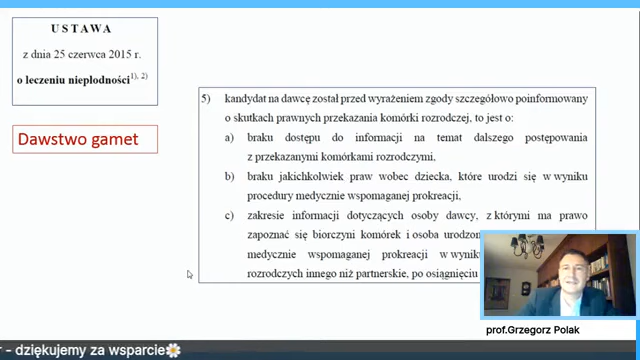 USTAWA
z dnia 25 czerwca 2015 r.
o leczeniu niepłodności1), 2)
Dawstwo gamet
5) kandydat na dawcę został przed wyrażeniem zgody szczegółowo poinformowany
o skutkach prawnych przekazania komórki rozrodczej, to jest o:
a) braku dostępu do informacji na temat dalszego postępowania
z przekazanymi komórkami rozrodczymi,
b) braku jakichkolwiek praw wobec dziecka, które urodzi się w wyniku
procedury medycznie wspomaganej prokreacji,
c) zakresie informacji dotyczących osoby dawcy, z którymi ma prawo
zapoznać się biorczyni komórek i osoba urodzon
medycznie wspomaganej prokreacji w wynik
rozrodczych innego niż partnerskie, po osiągnięciu
prof.Grzegorz Polak
r - dziękujemy za wsparcie🌼